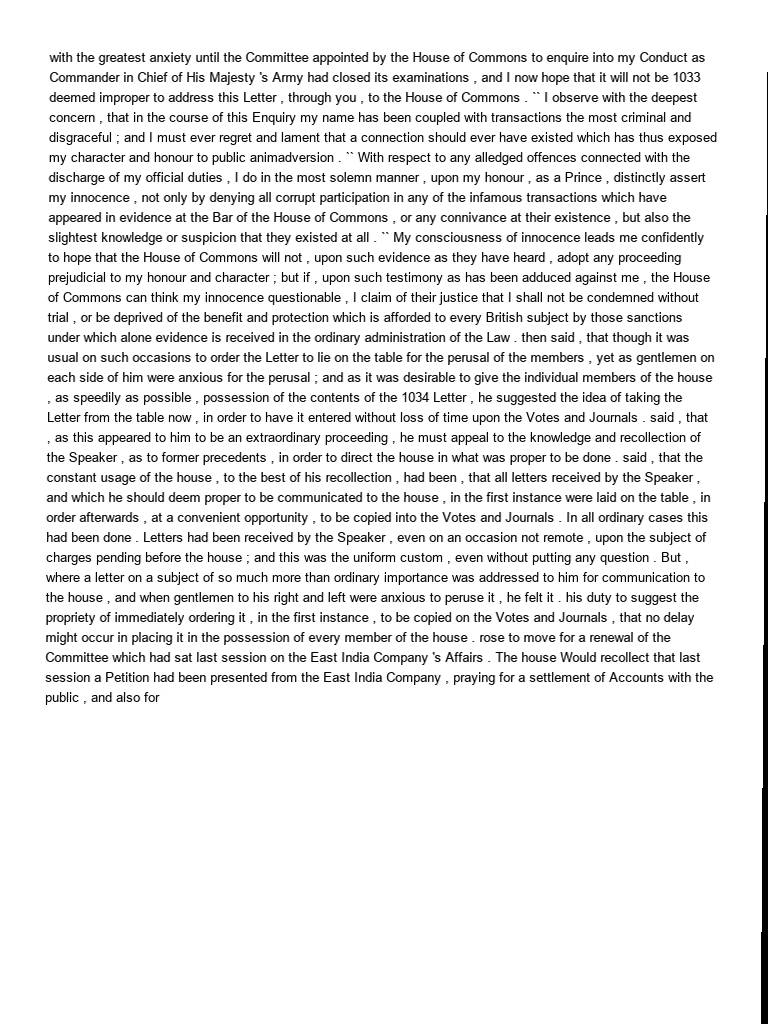 with the greatest anxiety until the Committee appointed by the House of Commons to enquire into my Conduct as
Commander in Chief of His Majesty 's Army had closed its examinations , and I now hope that it will not be 1033
deemed improper to address this Letter , through you , to the House of Commons . `` I observe with the deepest
concern , that in the course of this Enquiry my name has been coupled with transactions the most criminal and
disgraceful ; and I must ever regret and lament that a connection should ever have existed which has thus exposed
my character and honour to public animadversion . `` With respect to any alledged offences connected with the
discharge of my official duties , I do in the most solemn manner , upon my honour , as a Prince , distinctly assert
my innocence , not only by denying all corrupt participation in any of the infamous transactions which have
appeared in evidence at the Bar of the House of Commons , or any connivance at their existence , but also the
slightest knowledge or suspicion that they existed at all . `` My consciousness of innocence leads me confidently
to hope that the House of Commons will not , upon such evidence as they have heard , adopt any proceeding
prejudicial to my honour and character ; but if , upon such testimony as has been adduced against me , the House
of Commons can think my innocence questionable , I claim of their justice that I shall not be condemned without
trial , or be deprived of the benefit and protection which is afforded to every British subject by those sanctions
under which alone evidence is received in the ordinary administration of the Law . then said , that though it was
usual on such occasions to order the Letter to lie on the table for the perusal of the members , yet as gentlemen on
each side of him were anxious for the perusal ; and as it was desirable to give the individual members of the house
, as speedily as possible , possession of the contents of the 1034 Letter , he suggested the idea of taking the
Letter from the table now , in order to have it entered without loss of time upon the Votes and Journals . said , that
, as this appeared to him to be an extraordinary proceeding , he must appeal to the knowledge and recollection of
the Speaker , as to former precedents , in order to direct the house in what was proper to be done . said , that the
constant usage of the house , to the best of his recollection , had been , that all letters received by the Speaker ,
and which he should deem proper to be communicated to the house , in the first instance were laid on the table , in
order afterwards , at a convenient opportunity , to be copied into the Votes and Journals . In all ordinary cases this
had been done . Letters had been received by the Speaker , even on an occasion not remote , upon the subject of
charges pending before the house ; and this was the uniform custom , even without putting any question . But ,
where a letter on a subject of so much more than ordinary importance was addressed to him for communication to
the house , and when gentlemen to his right and left were anxious to peruse it , he felt it . his duty to suggest the
propriety of immediately ordering it , in the first instance , to be copied on the Votes and Journals , that no delay
might occur in placing it in the possession of every member of the house . rose to move for a renewal of the
Committee which had sat last session on the East India Company 's Affairs . The house Would recollect that last
session a Petition had been presented from the East India Company , praying for a settlement of Accounts with the
public , and also for